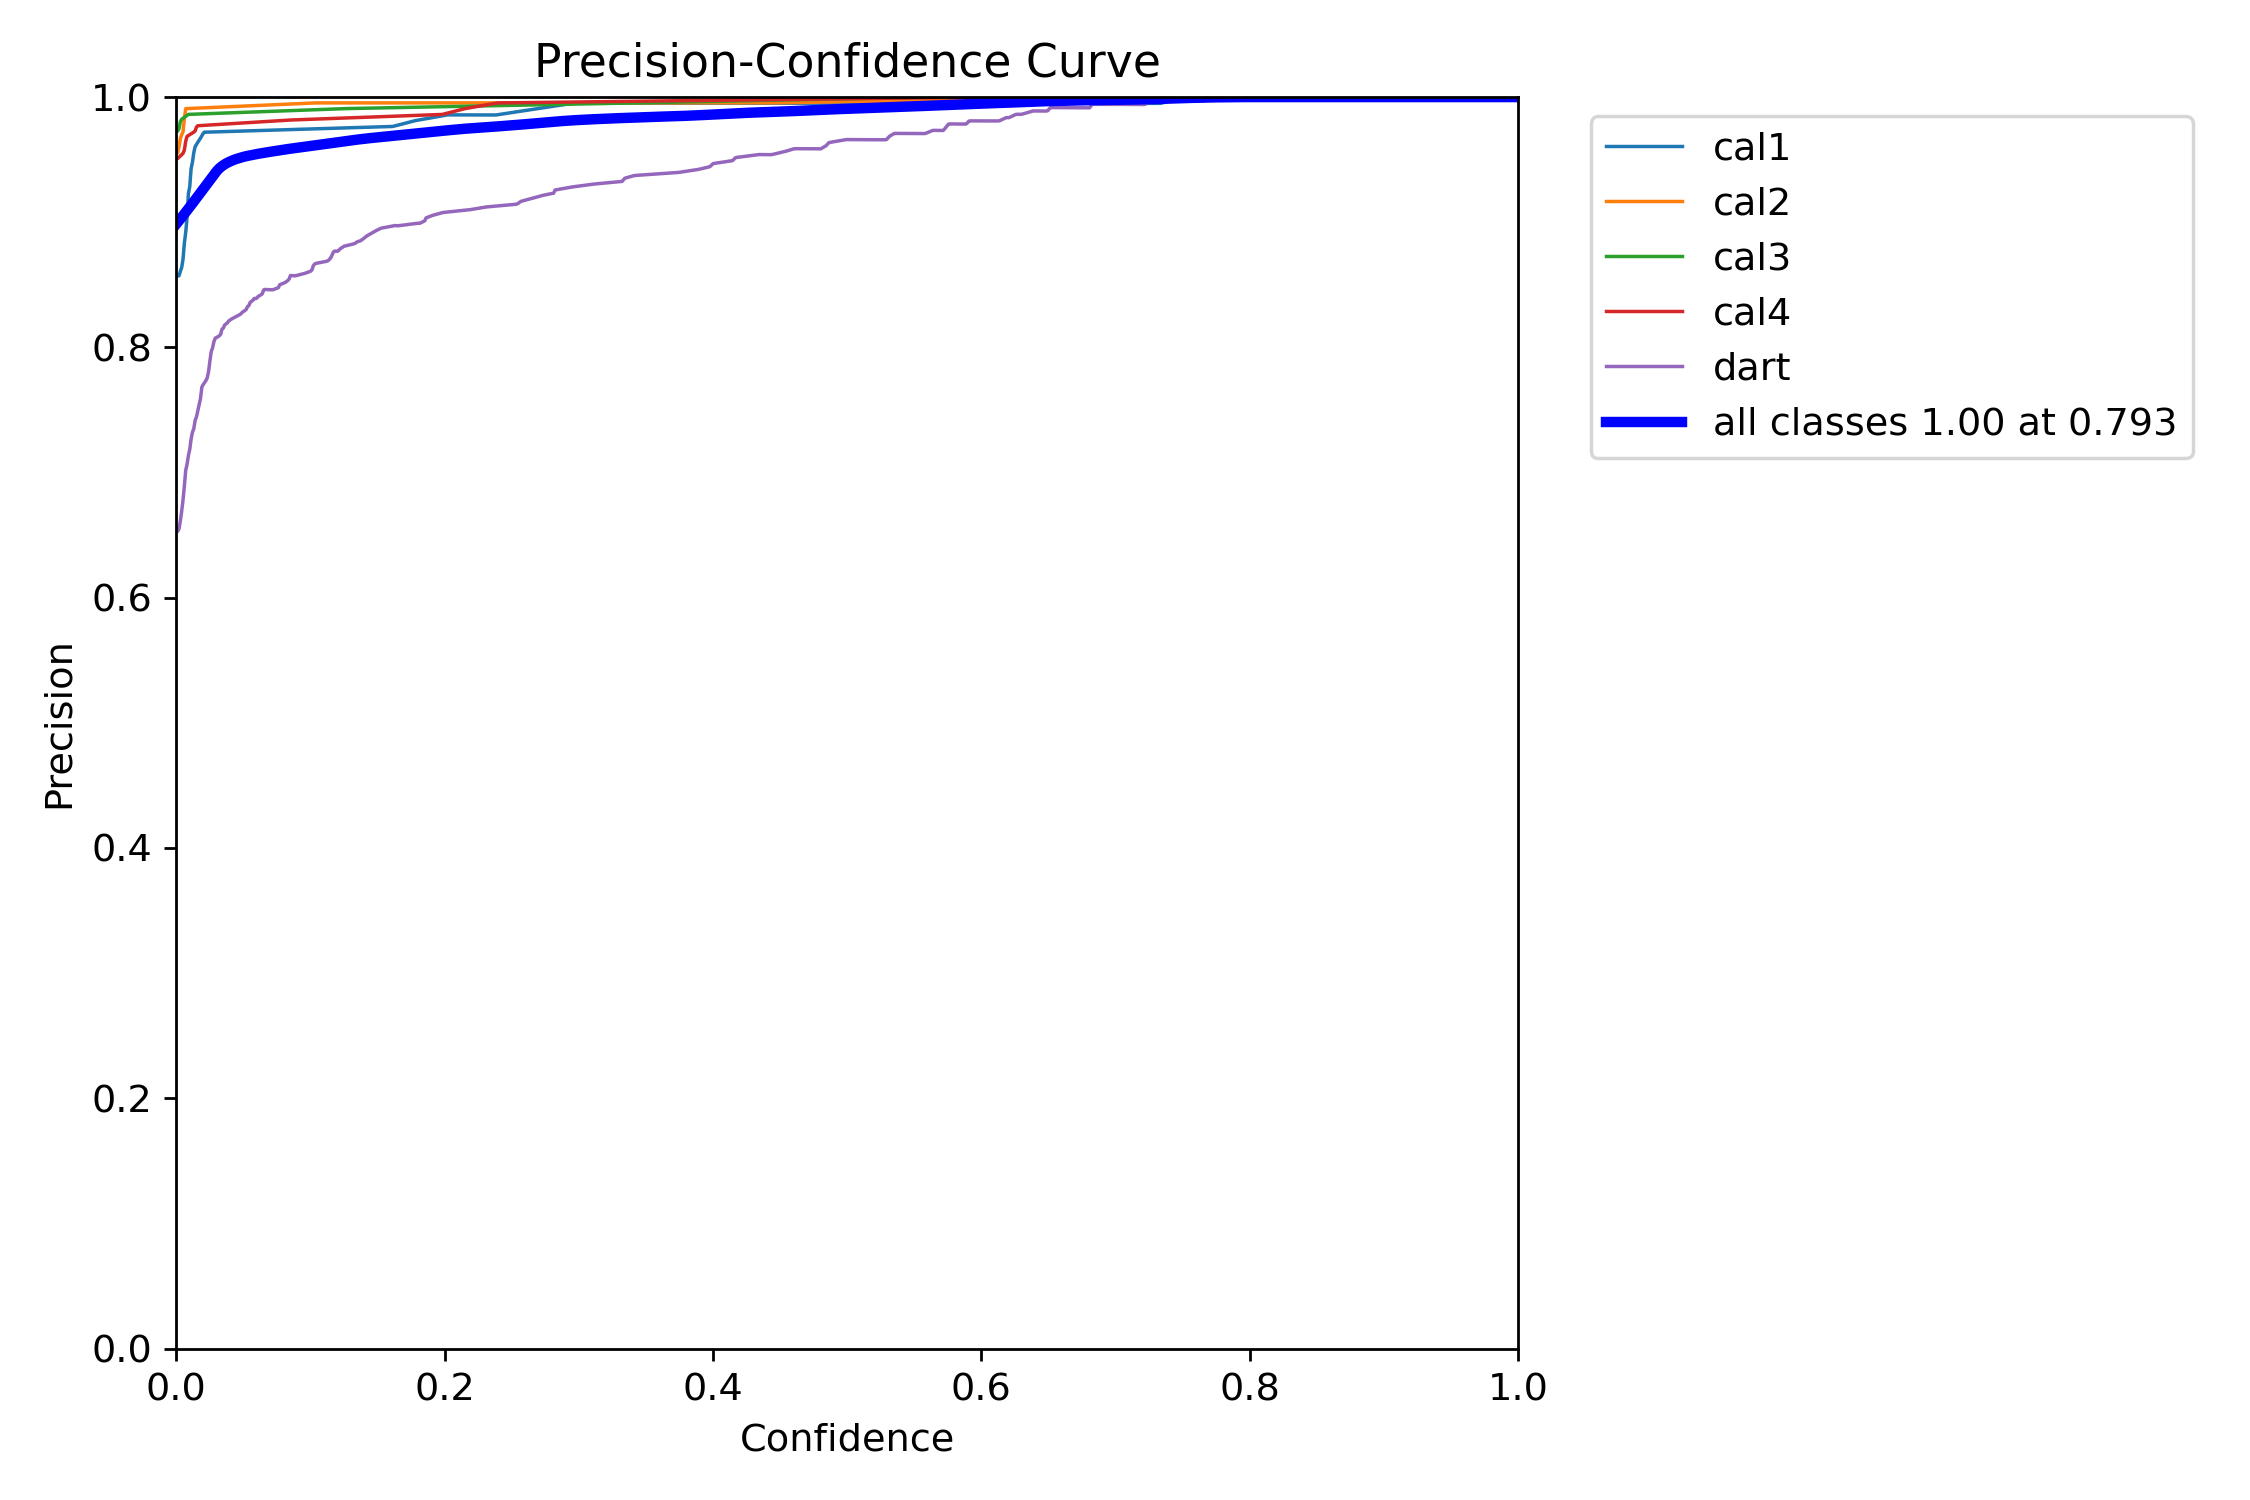 Precision-Confidence Curve
1.0
0.8
0.6
0.4
0.2
0.0
Precision
0.0 0.2 0.4 0.6 0.8 1.0
Confidence
cal1
cal2
cal3
cal4
dart
all classes 1.00 at 0.793